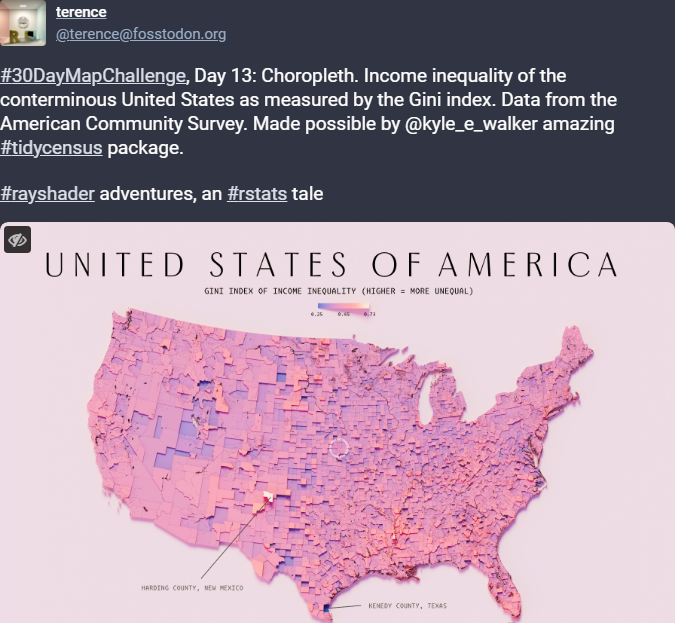 terence
@terence@fosstodon.org
#30DayMapChallenge, Day 13: Choropleth. Income inequality of the
conterminous United States as measured by the Gini index. Data from the
American Community Survey. Made possible by @kyle_e_walker amazing
#tidycensus package.
#rayshader adventures, an #rstats tale
UNITED STATES OF AMERICA
GINI INDEX OF INCOME INEQUALITY (HIGHER = MORE UNEQUAL)
0.25 0.71
HARDING COUNTY, NEW MEXICO
KENEDY COUNTY, TEXAS